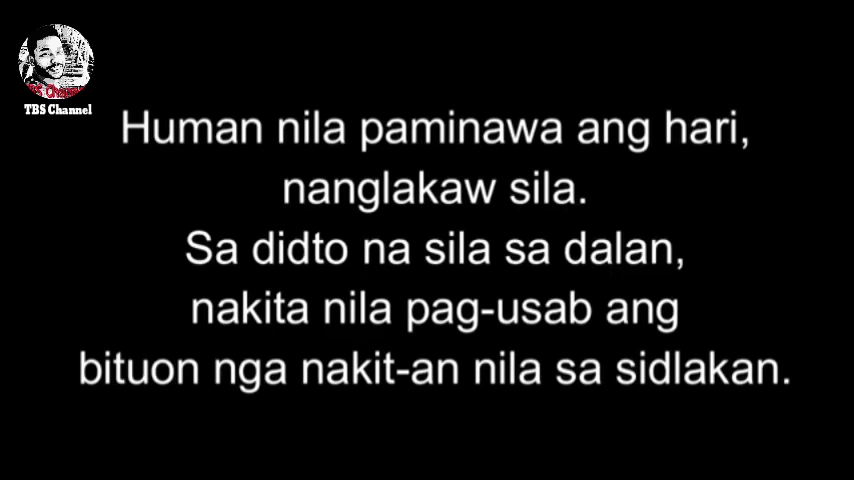 TBS Channel
Human nila paminawa ang hari,
nanglakaw sila.
Sa didto na sila sa dalan,
nakita nila pag-usab ang
bituon nga nakit-an nila sa sidlakan.